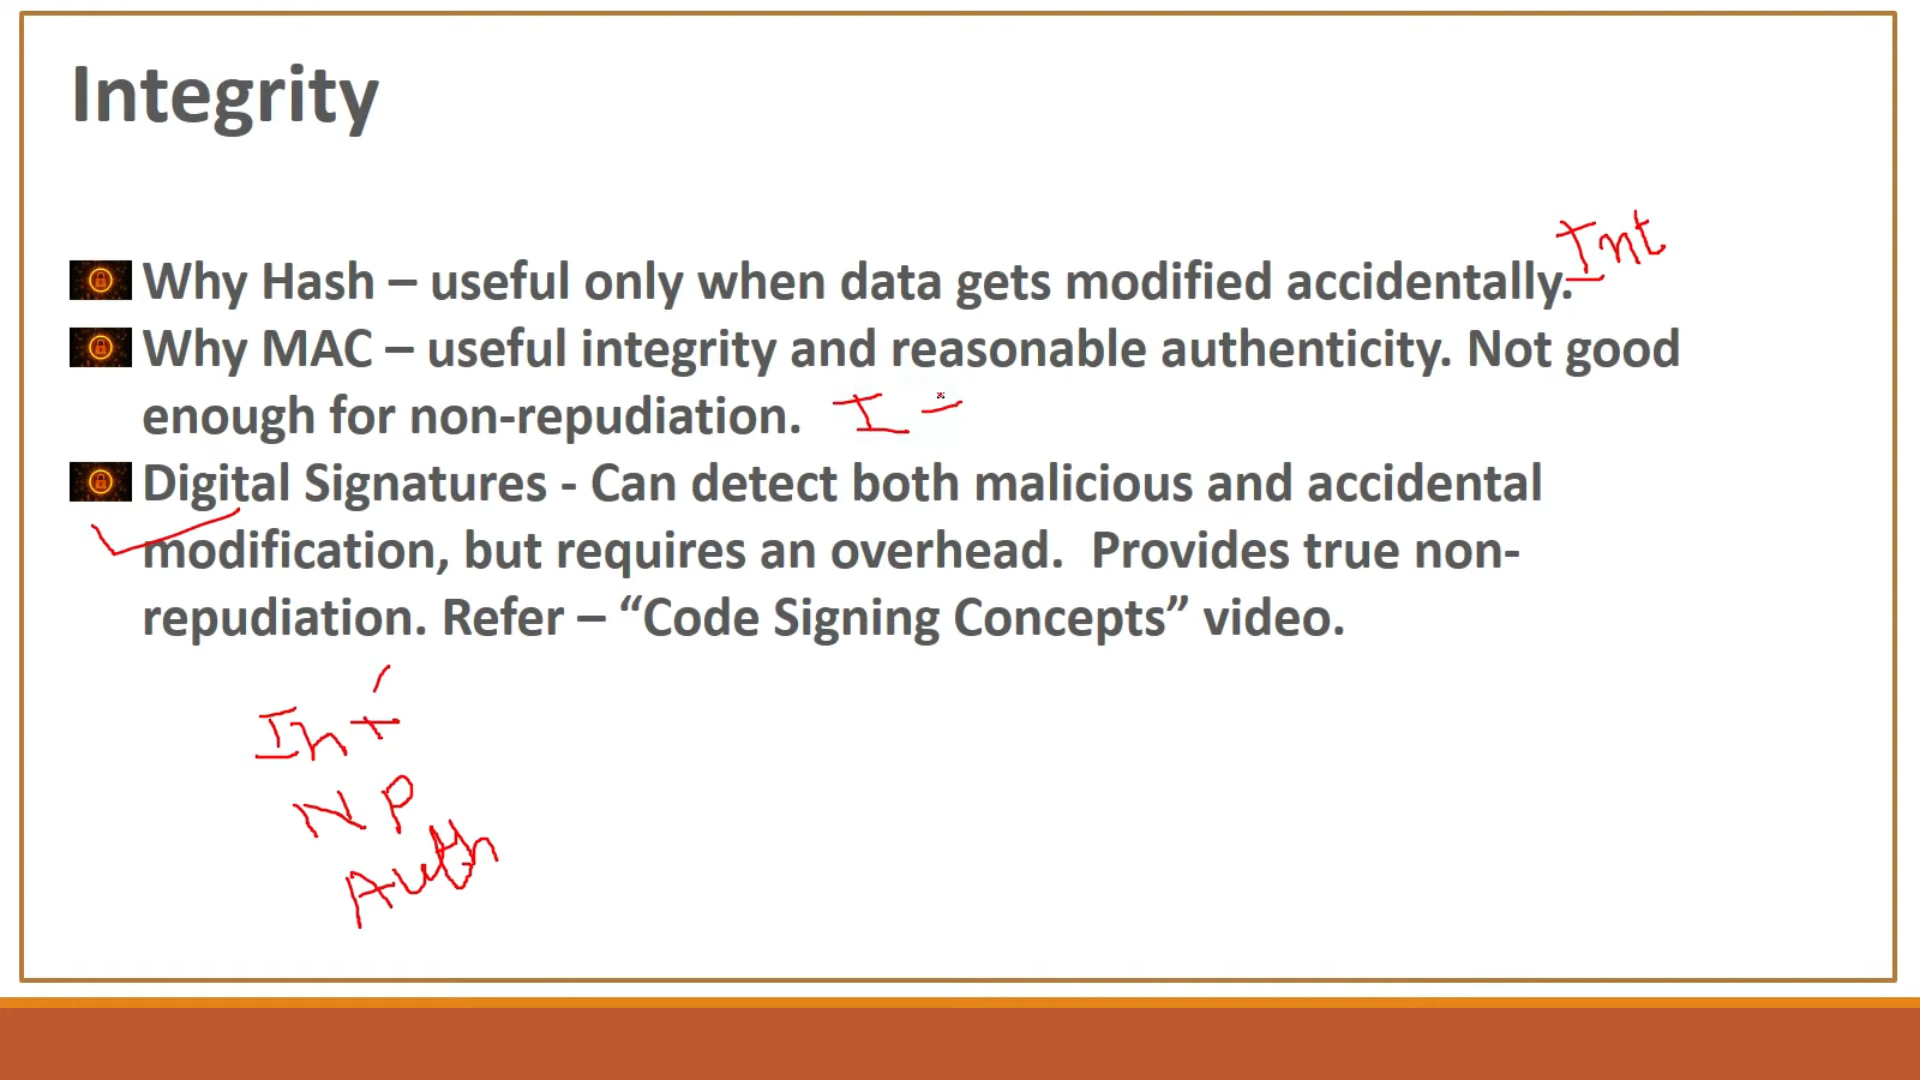 Integrity
Int
Why Hash – useful only when data gets modified accidentally.
Why MAC – useful integrity and reasonable authenticity. Not good
enough for non-repudiation. I -
Digital Signatures - Can detect both malicious and accidental
modification, but requires an overhead. Provides true non-
repudiation. Refer – “Code Signing Concepts” video.
Int
NP
Auth